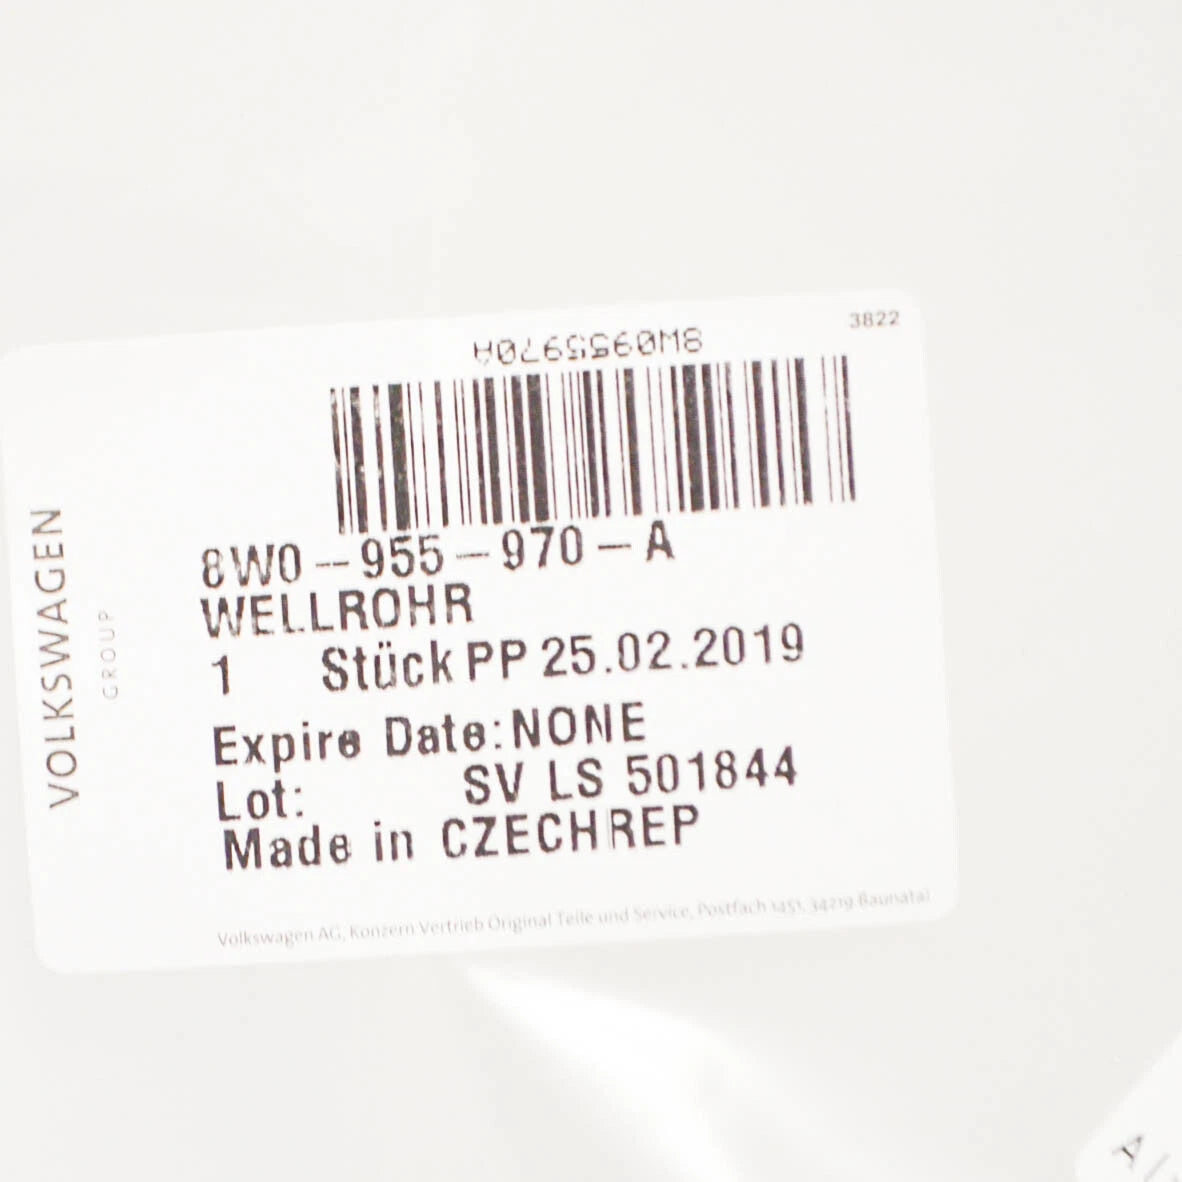 3822
8W0955970A
8W0-955-970-A
WELLROHR
1 Stück PP 25.02.2019
Expire Date:NONE
Lot: SV LS 501844
Made in CZECH REP
Volkswagen AG, Konzern Vertrieb Original Teile und Service, Postfach 1451, 34219 Baunatal
VOLKSWAGEN
GROUP